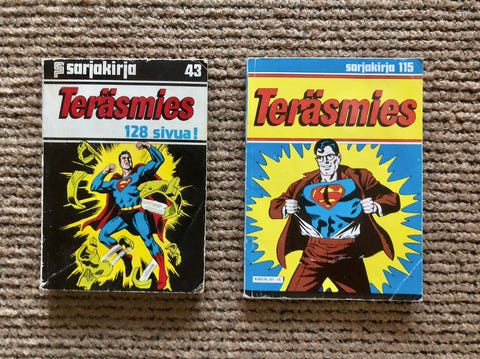 sarjakirja 43
Teräsmies
128 sivua!
sarjakirja 115
Teräsmies